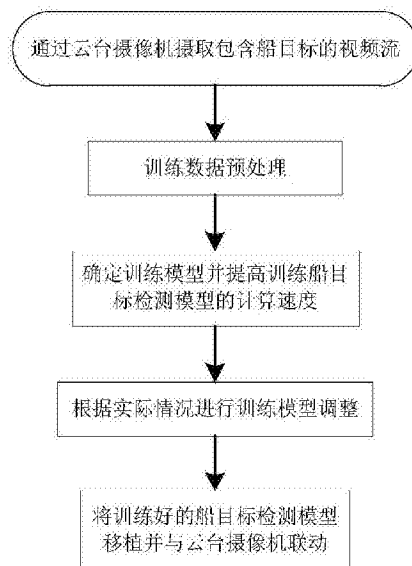 通过云台摄像机摄取包含船目标的视频流
训练数据预处理
确定训练模型并提高训练船目
标检测模型的计算速度
根据实际情况进行训练模型调整
将训练好的船目标检测模型
移植并与云台摄像机联动